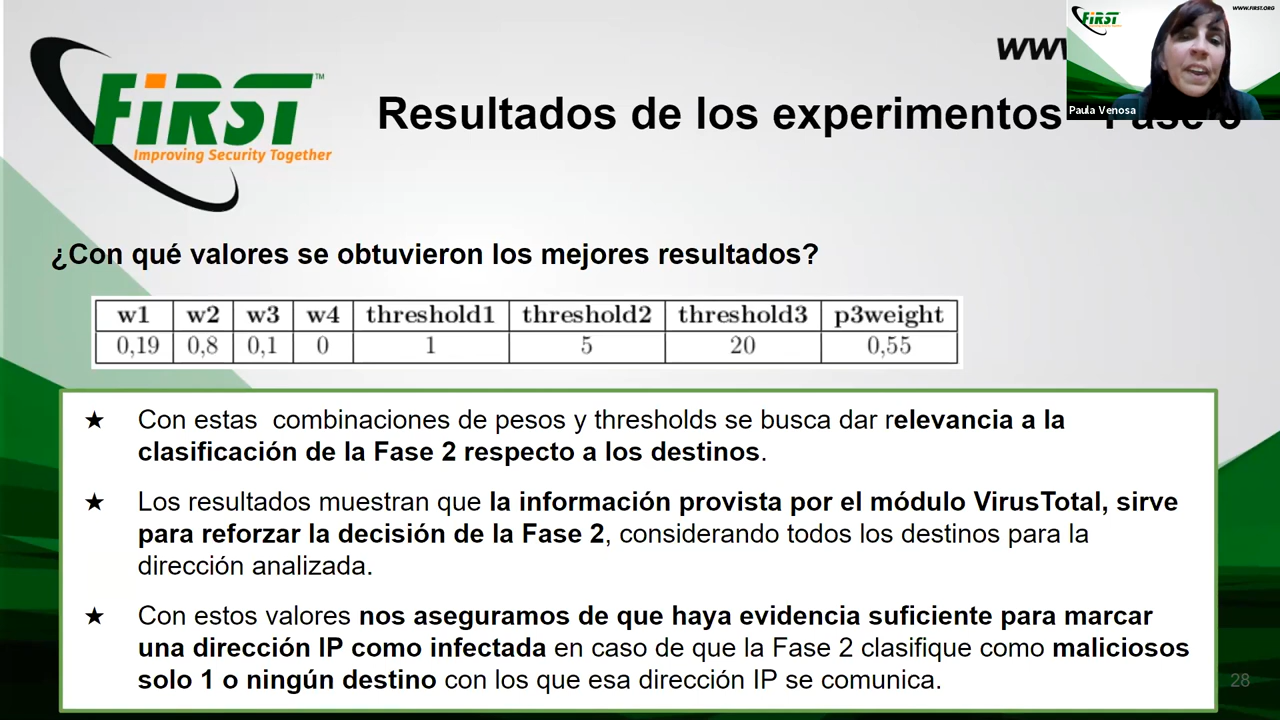 WWW.FIRST.ORG
FiRST
Paula Venosa
www
FiRST™
Improving Security Together
Resultados de los experimentos
¿Con qué valores se obtuvieron los mejores resultados?
w1 w2 w3 w4 threshold1 threshold2 threshold3 p3weight
0,19 0,8 0,1 0 1 5 20 0,55
★ Con estas combinaciones de pesos y thresholds se busca dar relevancia a la
clasificación de la Fase 2 respecto a los destinos.
★ Los resultados muestran que la información provista por el módulo VirusTotal, sirve
para reforzar la decisión de la Fase 2, considerando todos los destinos para la
dirección analizada.
★ Con estos valores nos aseguramos de que haya evidencia suficiente para marcar
una dirección IP como infectada en caso de que la Fase 2 clasifique como maliciosos
solo 1 o ningún destino con los que esa dirección IP se comunica.
28